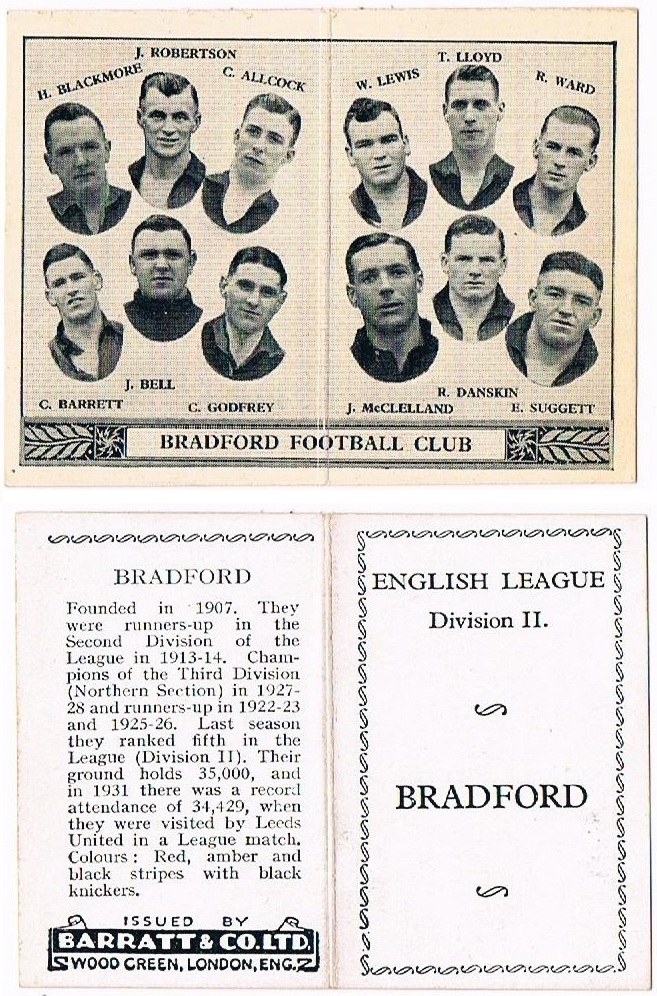 J. ROBERTSON
H. BLACKMORE
C. ALLCOCK
T. LLOYD
W. LEWIS
R. WARD
J. BELL
C. BARRETT
C. GODFREY
R. DANSKIN
J. McCLELLAND
E. SUGGETT
BRADFORD FOOTBALL CLUB
BRADFORD
Founded in 1907. They
were runners-up in the
Second Division of the
League in 1913-14. Cham-
pions of the Third Division
(Northern Section) in 1927-
28 and runners-up in 1922-23
and 1925-26. Last season
they ranked fifth in the
League (Division II). Their
ground holds 35,000, and
in 1931 there was a record
attendance of 34,429, when
they were visited by Leeds
United in a League match.
Colours: Red, amber and
black stripes with black
knickers.
ISSUED BY
BARRATT & CO. LTD.
WOOD GREEN, LONDON, ENG.
ENGLISH LEAGUE
Division II.
BRADFORD